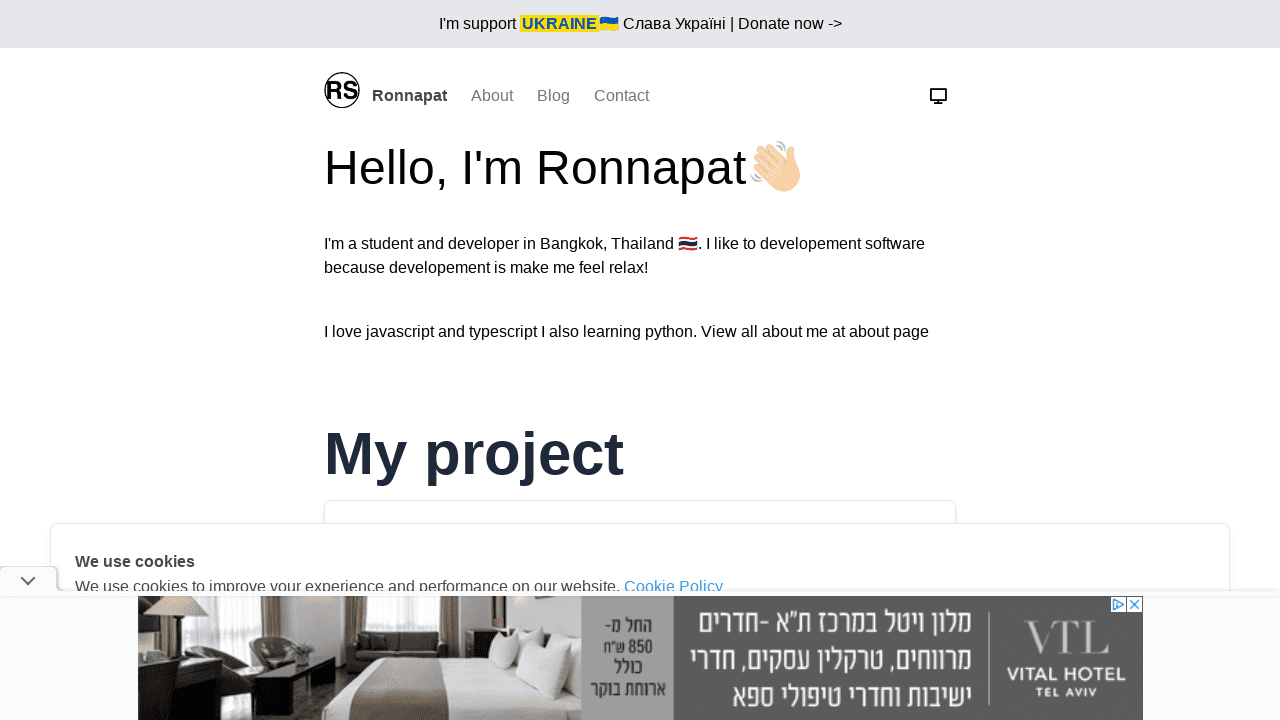 I'm support UKRAINE🇺🇦 Слава Україні | Donate now ->
RS Ronnapat About Blog Contact
Hello, I'm Ronnapat👋🏻
I'm a student and developer in Bangkok, Thailand 🇹🇭. I like to developement software
because developement is make me feel relax!
I love javascript and typescript I also learning python. View all about me at about page
My project
We use cookies
We use cookies to improve your experience and performance on our website. Cookie Policy
מלון ויטל במרכז ת"א -חדרים
מרווחים, טרקלין עסקים, חדרי
ישיבות וחדרי טיפולי ספא
החל מ-
850 ש"ח
כולל
ארוחת בוקר
VTL
VITAL HOTEL
TEL AVIV